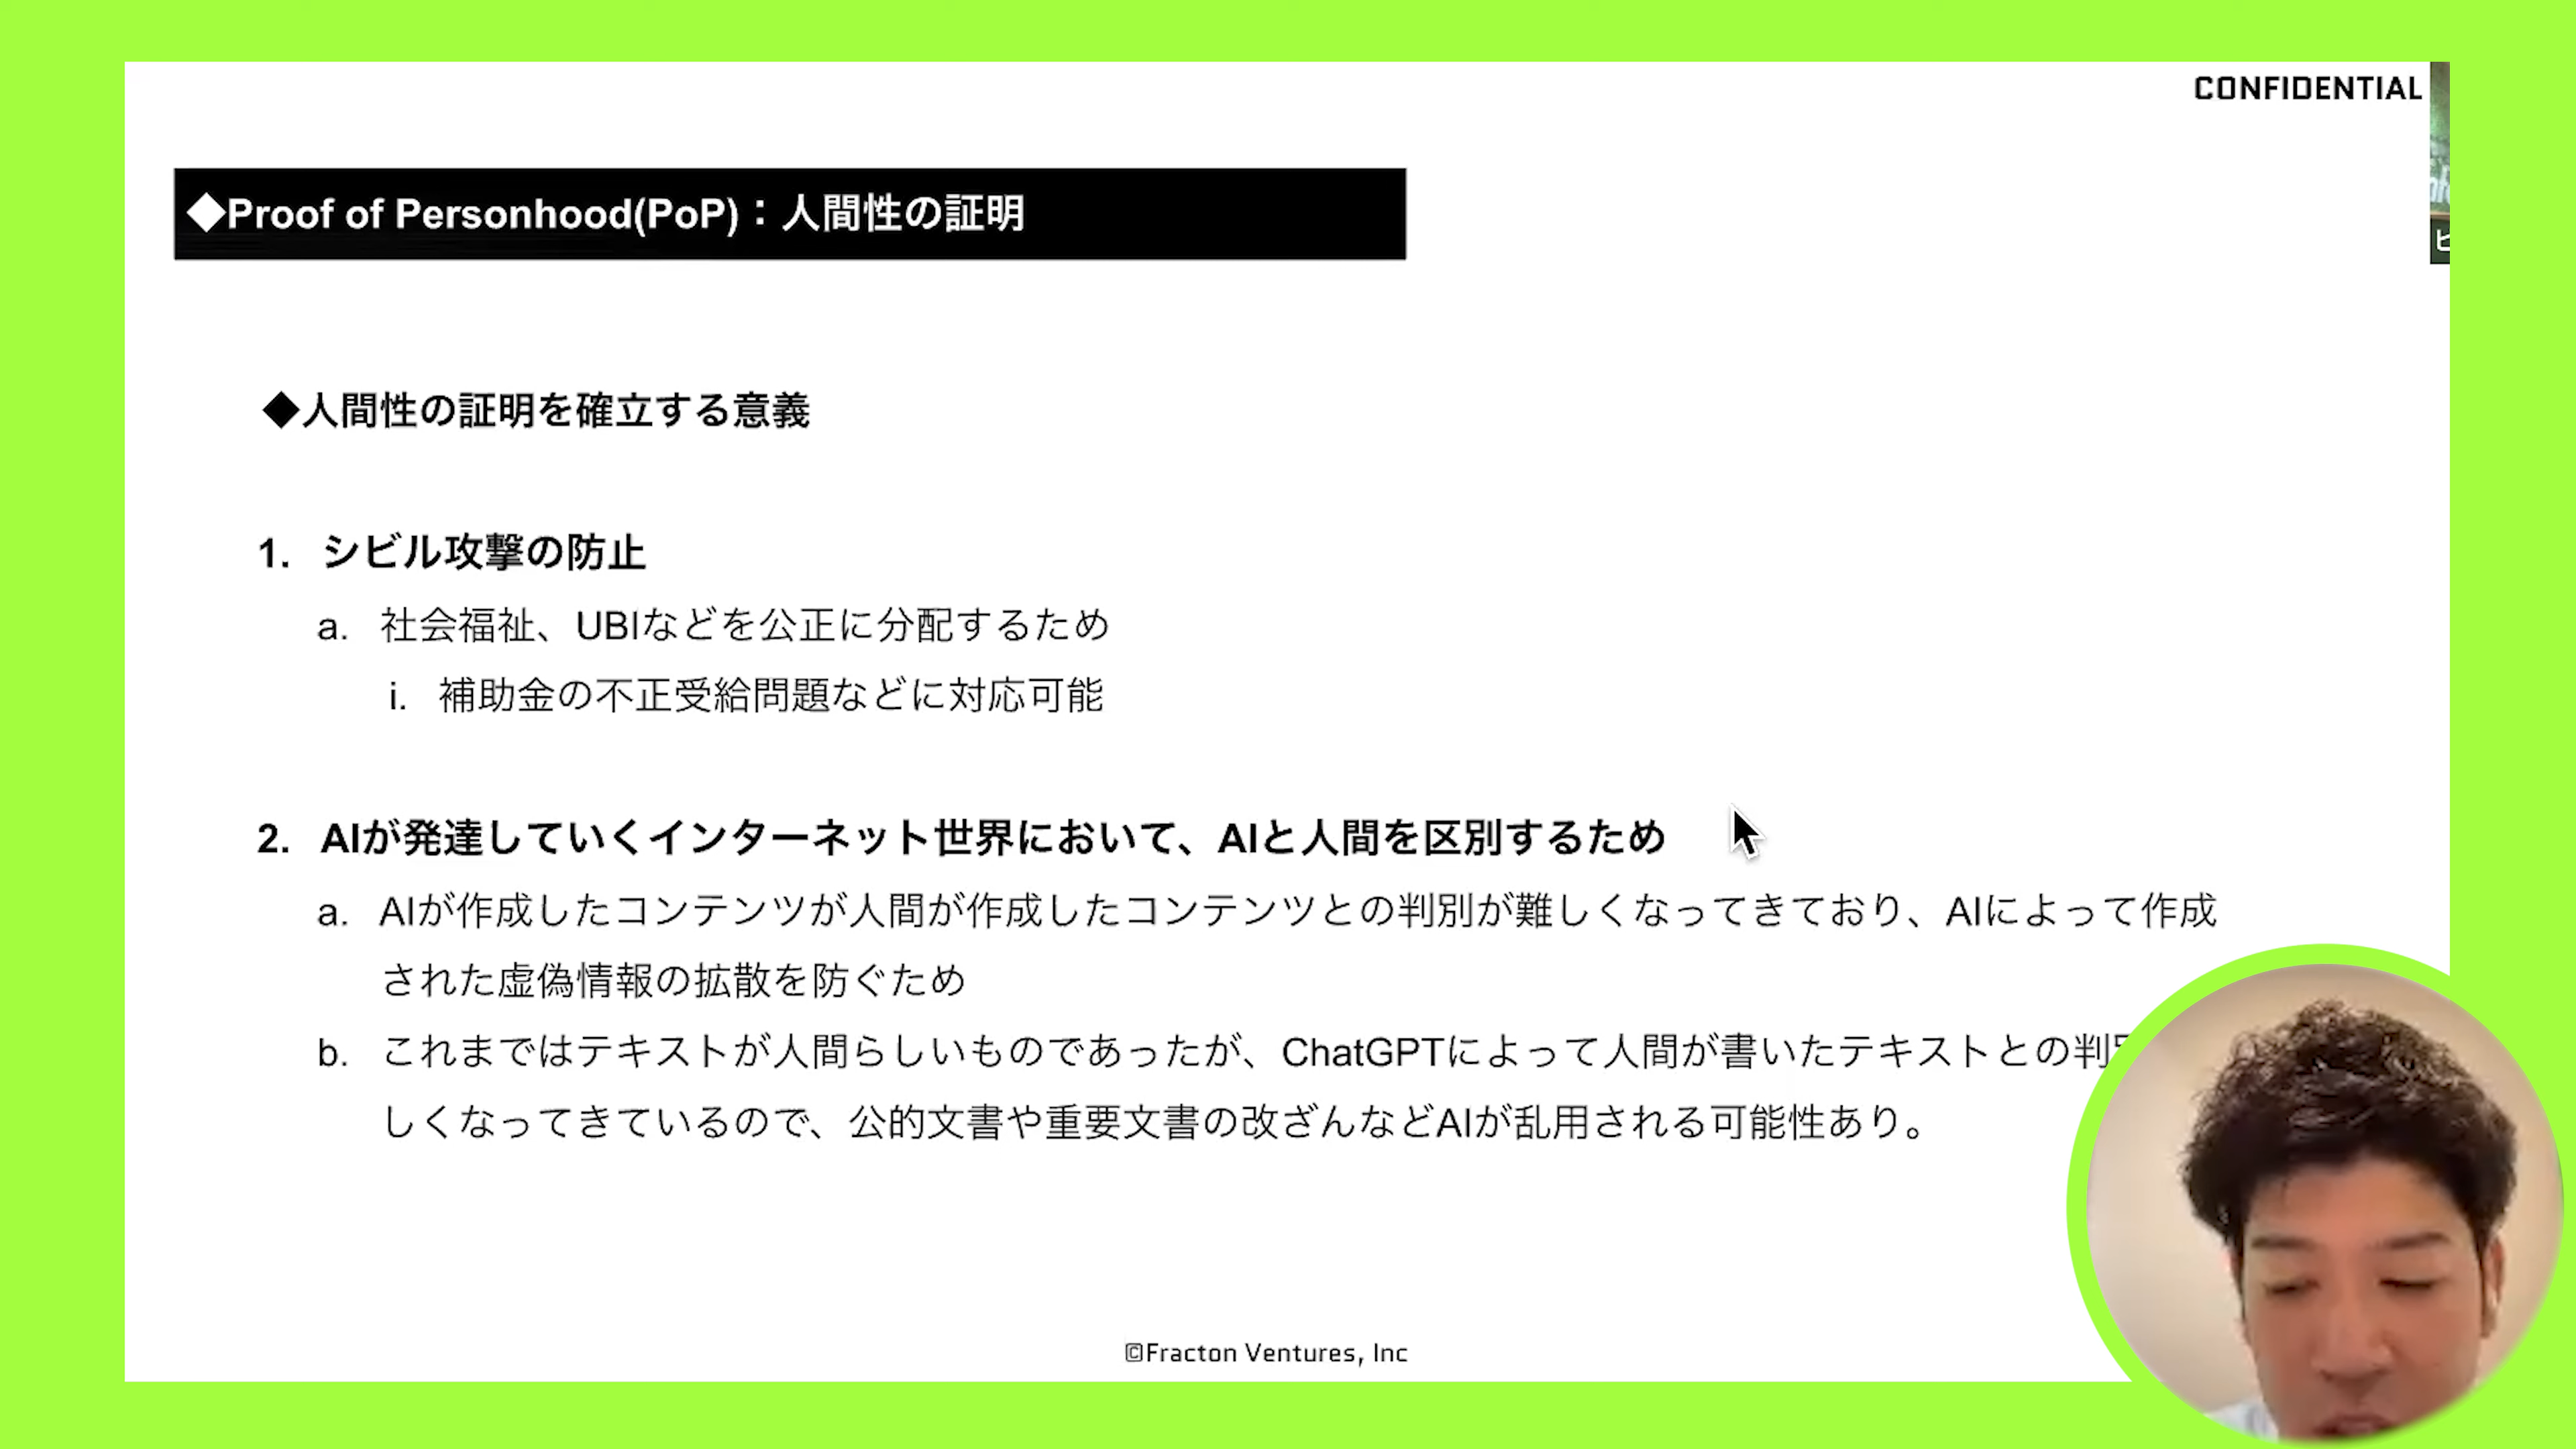 CONFIDENTIAL
◆Proof of Personhood(PoP)：人間性の証明
◆人間性の証明を確立する意義
1. シビル攻撃の防止
a. 社会福祉、UBIなどを公正に分配するため
i. 補助金の不正受給問題などに対応可能
2. AIが発達していくインターネット世界において、AIと人間を区別するため
a. AIが作成したコンテンツが人間が作成したコンテンツとの判別が難しくなってきており、AIによって作成
された虚偽情報の拡散を防ぐため
b. これまではテキストが人間らしいものであったが、ChatGPTによって人間が書いたテキストとの判
しくなってきているので、公的文書や重要文書の改ざんなどAIが乱用される可能性あり。
©Fracton Ventures, Inc